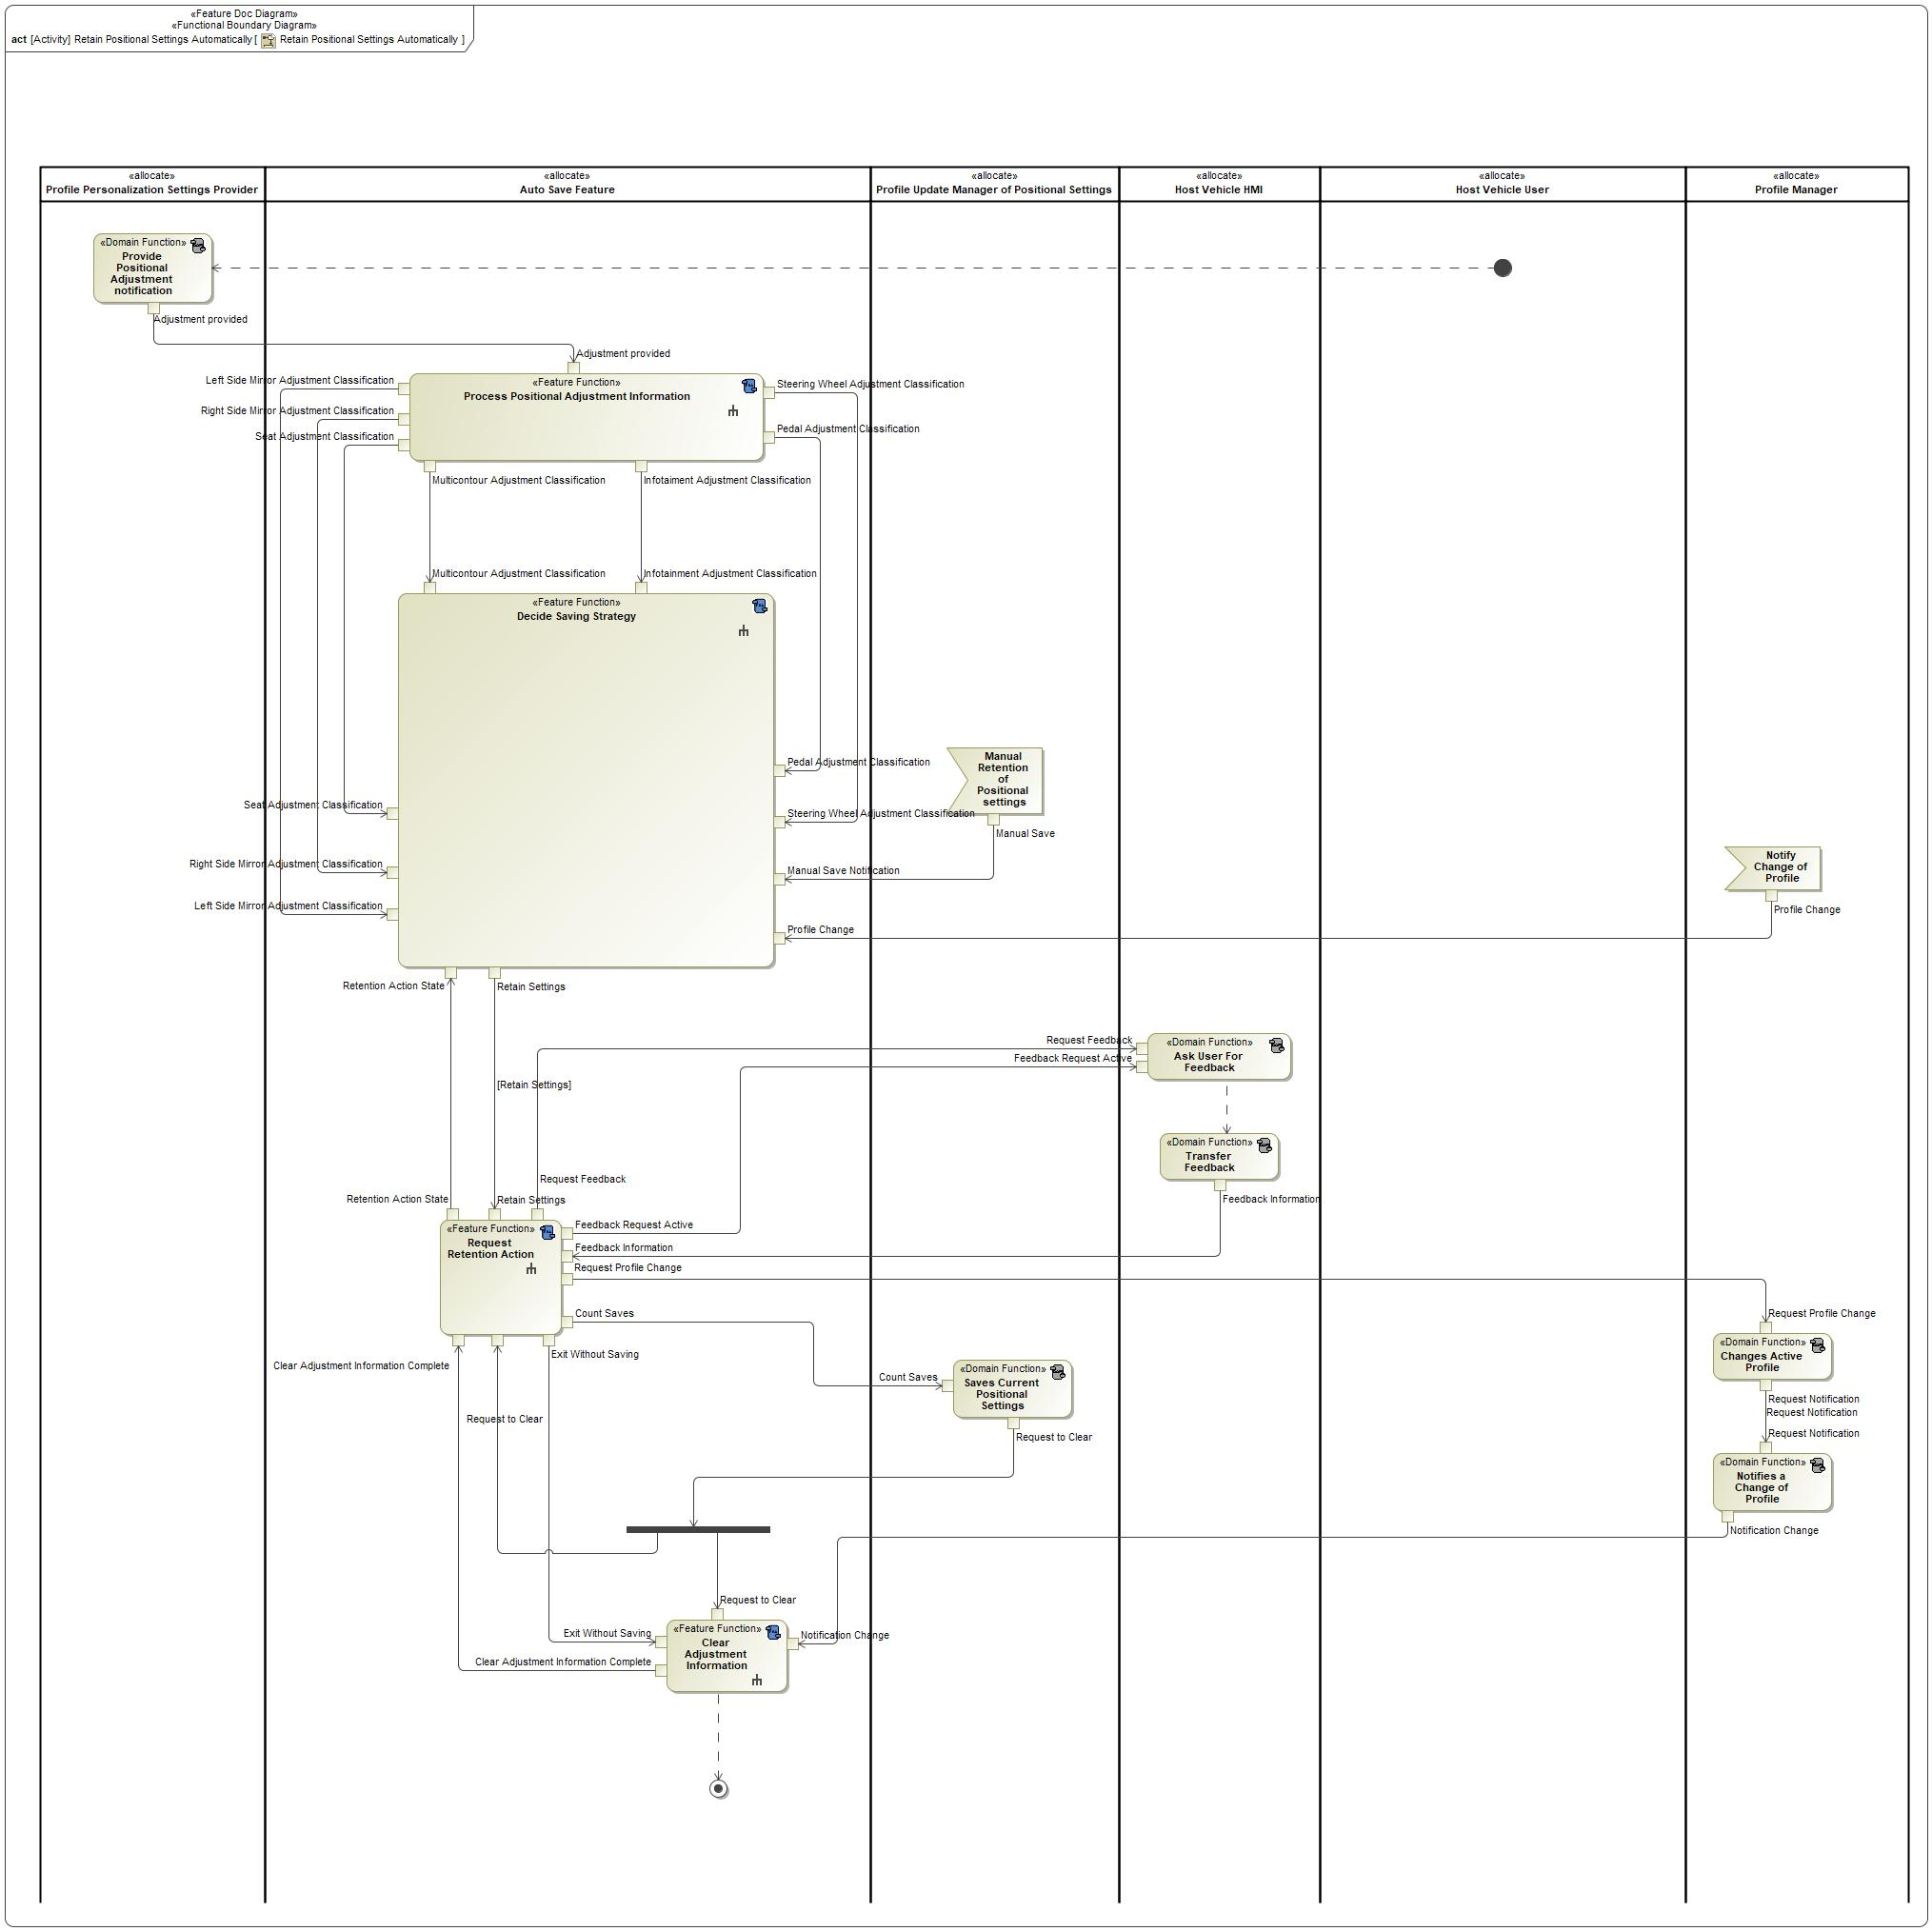 «Feature Doc Diagram»
«Functional Boundary Diagram»
act [Activity] Retain Positional Settings Automatically [ Retain Positional Settings Automatically ]
«allocate»
Profile Personalization Settings Provider
«allocate»
Auto Save Feature
«allocate»
Profile Update Manager of Positional Settings
«allocate»
Host Vehicle HMI
«allocate»
Host Vehicle User
«allocate»
Profile Manager
«Domain Function»
Provide
Positional
Adjustment
notification
Adjustment provided
Adjustment provided
Left Side Mirror Adjustment Classification
Right Side Mirror Adjustment Classification
Seat Adjustment Classification
«Feature Function»
Process Positional Adjustment Information
Steering Wheel Adjustment Classification
Pedal Adjustment Classification
Multicontour Adjustment Classification
Infotaiment Adjustment Classification
Multicontour Adjustment Classification
Infotainment Adjustment Classification
«Feature Function»
Decide Saving Strategy
Pedal Adjustment Classification
Manual
Retention
of
Positional
settings
Seat Adjustment Classification
Steering Wheel Adjustment Classification
Manual Save
Right Side Mirror Adjustment Classification
Manual Save Notification
Notify
Change of
Profile
Left Side Mirror Adjustment Classification
Profile Change
Profile Change
Retention Action State
Retain Settings
Request Feedback
Feedback Request Active
«Domain Function»
Ask User For
Feedback
[Retain Settings]
«Domain Function»
Transfer
Feedback
Request Feedback
Retention Action State
Retain Settings
Feedback Information
«Feature Function»
Request
Retention Action
Feedback Request Active
Feedback Information
Request Profile Change
Count Saves
Request Profile Change
«Domain Function»
Changes Active
Profile
Exit Without Saving
Clear Adjustment Information Complete
Count Saves
«Domain Function»
Saves Current
Positional
Settings
Request Notification
Request Notification
Request to Clear
Request to Clear
Request Notification
«Domain Function»
Notifies a
Change of
Profile
Notification Change
Request to Clear
«Feature Function»
Clear
Adjustment
Information
Exit Without Saving
Notification Change
Clear Adjustment Information Complete